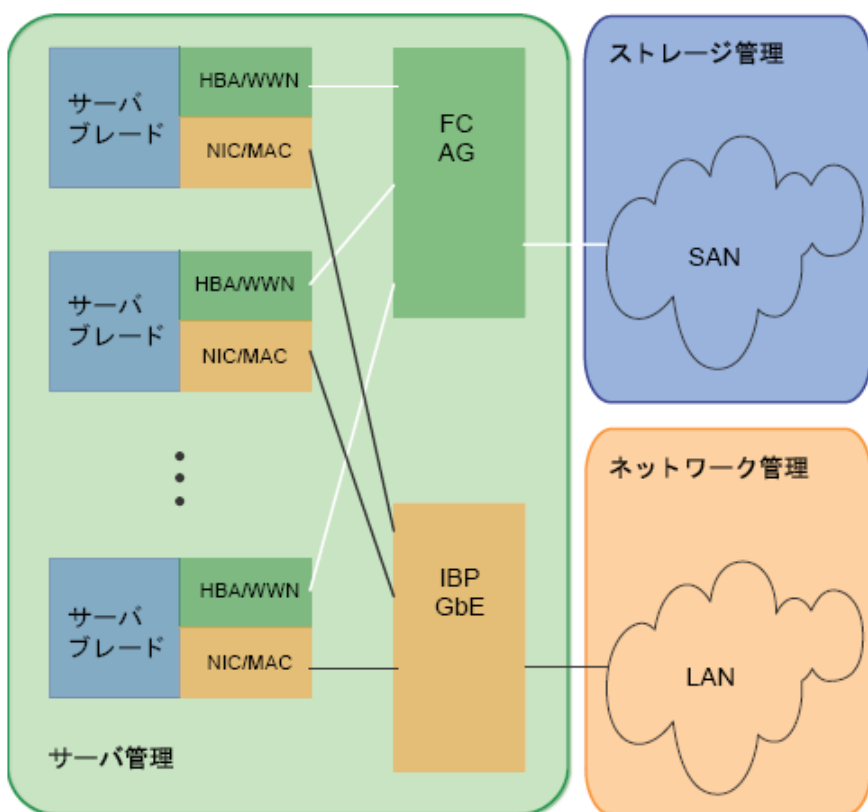 サーバ
ブレード
HBA/WWN
NIC/MAC
サーバ
ブレード
HBA/WWN
NIC/MAC
サーバ
ブレード
HBA/WWN
NIC/MAC
FC
AG
IBP
GbE
サーバ管理
ストレージ管理
SAN
ネットワーク管理
LAN